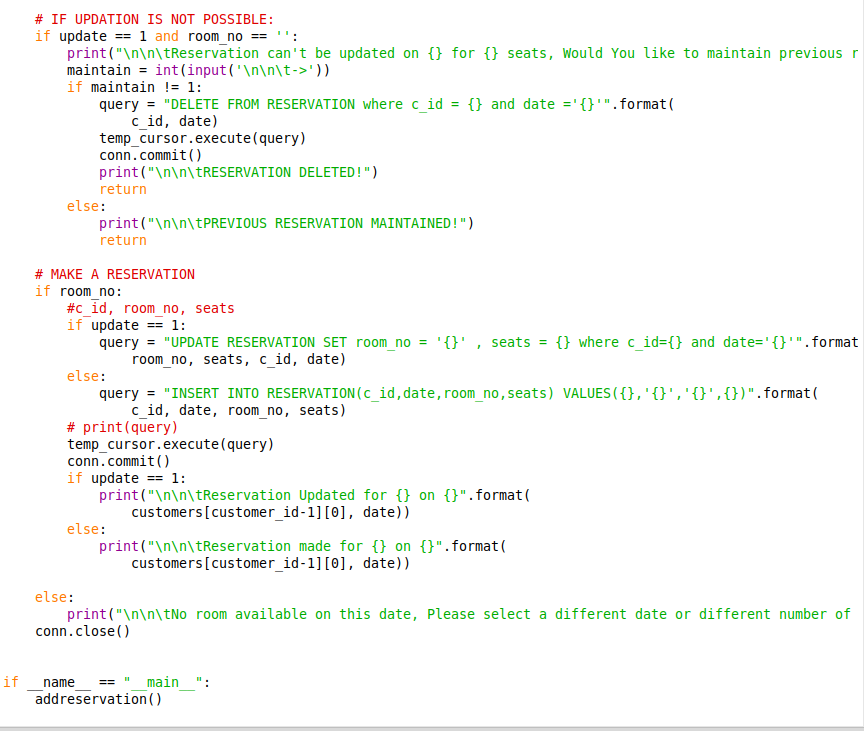 # IF UPDATION IS NOT POSSIBLE:
if update == 1 and room_no == '':
print("\n\n\tReservation can't be updated on {} for {} seats, Would You like to maintain previous r
maintain = int(input('\n\n\t->'))
if maintain != 1:
query = "DELETE FROM RESERVATION where c_id = {} and date ='{}'".format(
c_id, date)
temp_cursor.execute(query)
conn.commit()
print("\n\n\tRESERVATION DELETED!")
return
else:
print("\n\n\tPREVIOUS RESERVATION MAINTAINED!")
return
# MAKE A RESERVATION
if room_no:
#c_id, room_no, seats
if update == 1:
query = "UPDATE RESERVATION SET room_no = '{}' , seats = {} where c_id={} and date='{}'".format
room_no, seats, c_id, date)
else:
query = "INSERT INTO RESERVATION(c_id,date,room_no,seats) VALUES({},'{}','{}',{})".format(
c_id, date, room_no, seats)
# print(query)
temp_cursor.execute(query)
conn.commit()
if update == 1:
print("\n\n\tReservation Updated for {} on {}".format(
customers[customer_id-1][0], date))
else:
print("\n\n\tReservation made for {} on {}".format(
customers[customer_id-1][0], date))
else:
print("\n\n\tNo room available on this date, Please select a different date or different number of
conn.close()
if __name__ == "__main__":
addreservation()